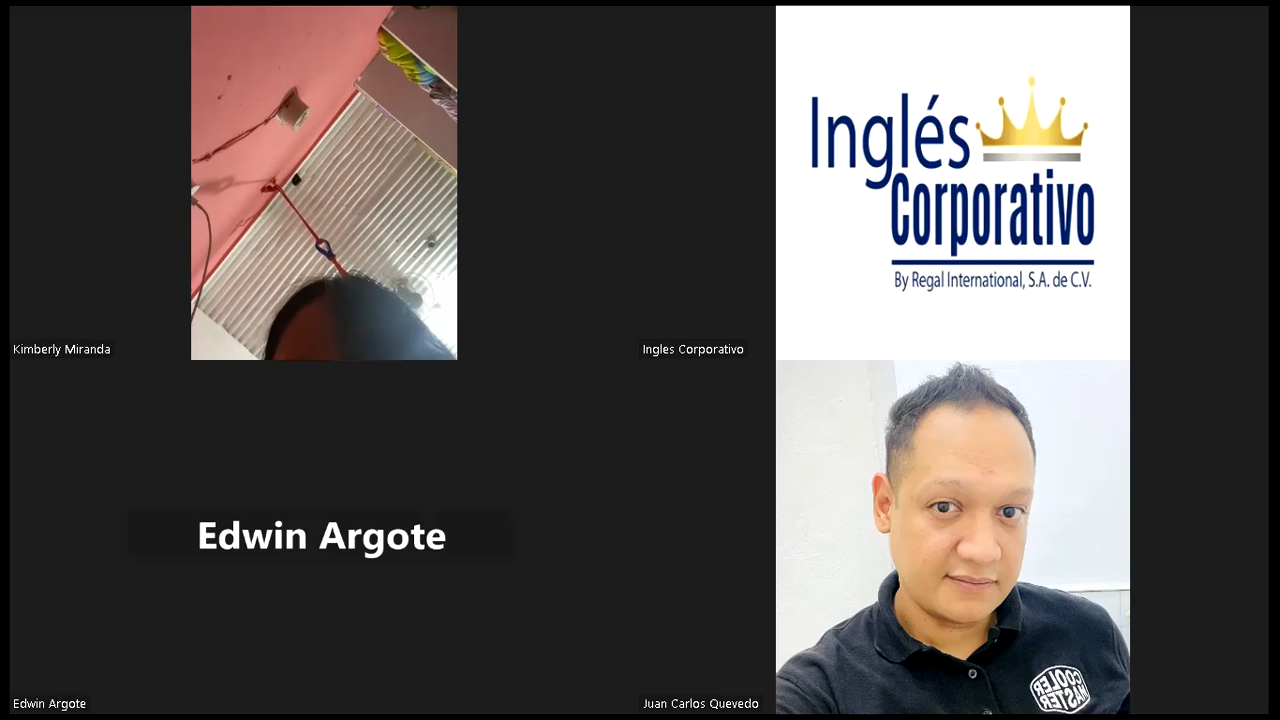 Inglés
Corporativo
By Regal International, S.A. de C.V.
Kimberly Miranda
Ingles Corporativo
Edwin Argote
COOLER
MASTER
Edwin Argote
Juan Carlos Quevedo